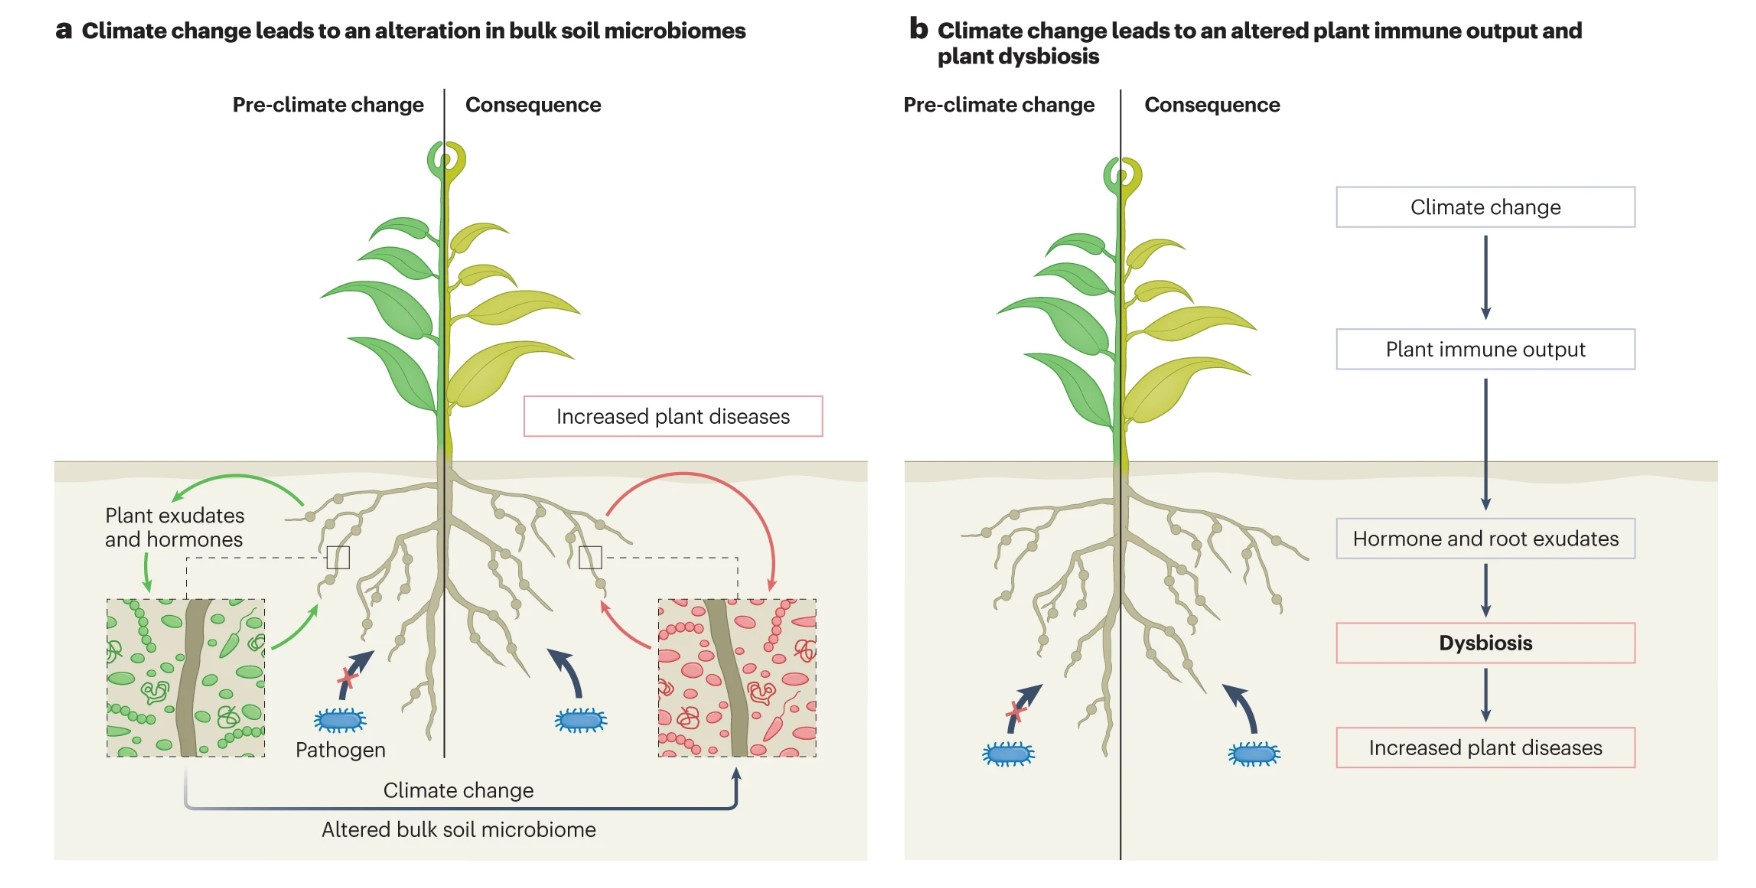 a Climate change leads to an alteration in bulk soil microbiomes
Pre-climate change
Consequence
Increased plant diseases
Plant exudates
and hormones
Pathogen
Climate change
Altered bulk soil microbiome
b Climate change leads to an altered plant immune output and
plant dysbiosis
Pre-climate change
Consequence
Climate change
Plant immune output
Hormone and root exudates
Dysbiosis
Increased plant diseases